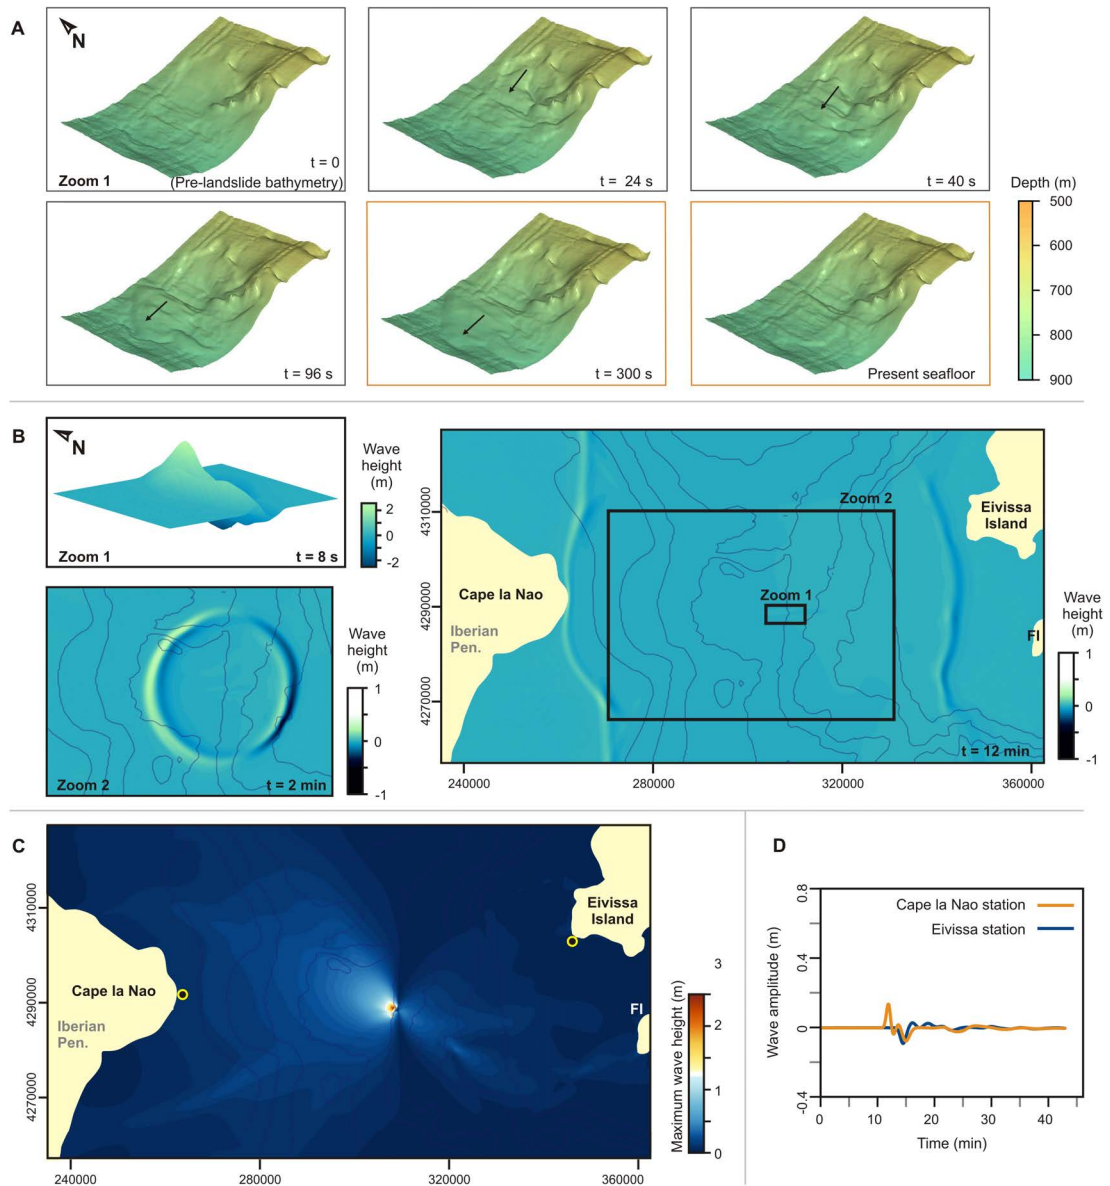 A
N
t = 0
Zoom 1
(Pre-landslide bathymetry)
t = 24 s
t = 40 s
Depth (m)
500
600
700
800
900
t = 96 s
t = 300 s
Present seafloor
B
N
Wave
height
(m)
2
0
-2
Zoom 1
t = 8 s
Wave
height
(m)
1
0
-1
Zoom 2
t = 2 min
4310000
4290000
4270000
Zoom 2
Eivissa
Island
Zoom 1
Cape la Nao
Iberian
Pen.
FI
t = 12 min
240000
280000
320000
360000
Wave
height
(m)
1
0
-1
C
4310000
4290000
4270000
Eivissa
Island
Cape la Nao
Iberian
Pen.
FI
240000
280000
320000
360000
Maximum wave height (m)
3
2
1
0
D
Wave amplitude (m)
0.8
0.4
0
-0.4
Cape la Nao station
Eivissa station
0
10
20
30
40
Time (min)